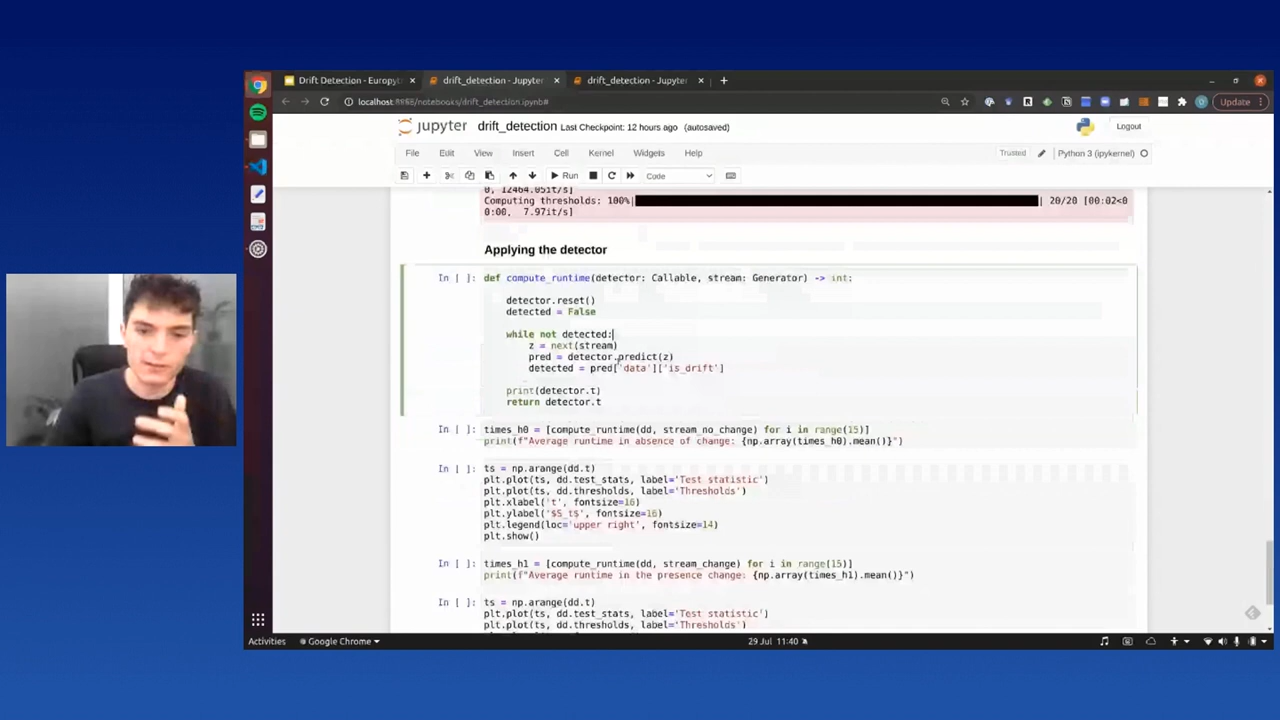 Drift Detection - Europyth
drift_detection - Jupyter
drift_detection - Jupyter
localhost:8888/notebooks/drift_detection.ipynb#
Update
jupyter drift_detection Last Checkpoint: 12 hours ago (autosaved)
Logout
File Edit View Insert Cell Kernel Widgets Help
Trusted
Python 3 (ipykernel)
Run
Code
0, 12464.05it/s]
Computing thresholds: 100%| | 20/20 [00:02<0
0:00, 7.97it/s]
Applying the detector
In [ ]: def compute_runtime(detector: Callable, stream: Generator) -> int:
detector.reset()
detected = False
while not detected:
z = next(stream)
pred = detector.predict(z)
detected = pred['data']['is_drift']
print(detector.t)
return detector.t
In [ ]: times_h0 = [compute_runtime(dd, stream_no_change) for i in range(15)]
print(f"Average runtime in absence of change: {np.array(times_h0).mean()}")
In [ ]: ts = np.arange(dd.t)
plt.plot(ts, dd.test_stats, label='Test statistic')
plt.plot(ts, dd.thresholds, label='Thresholds')
plt.xlabel('t', fontsize=16)
plt.ylabel('$S_t$', fontsize=16)
plt.legend(loc='upper right', fontsize=14)
plt.show()
In [ ]: times_h1 = [compute_runtime(dd, stream_change) for i in range(15)]
print(f"Average runtime in the presence change: {np.array(times_h1).mean()}")
In [ ]: ts = np.arange(dd.t)
plt.plot(ts, dd.test_stats, label='Test statistic')
plt.plot(ts, dd.thresholds, label='Thresholds')
Activities
Google Chrome
29 Jul 11:40